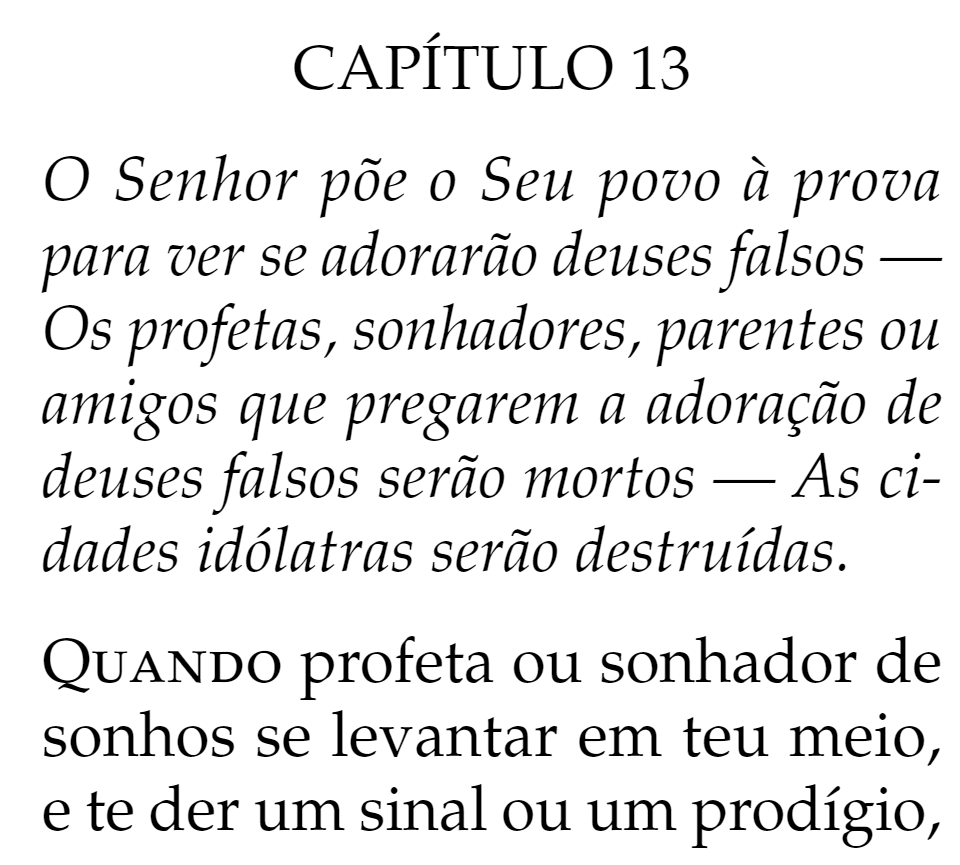 CAPÍTULO 13
O Senhor põe o Seu povo à prova
para ver se adorarão deuses falsos —
Os profetas, sonhadores, parentes ou
amigos que pregarem a adoração de
deuses falsos serão mortos — As ci-
dades idólatras serão destruídas.
QUANDO profeta ou sonhador de
sonhos se levantar em teu meio,
e te der um sinal ou um prodígio,